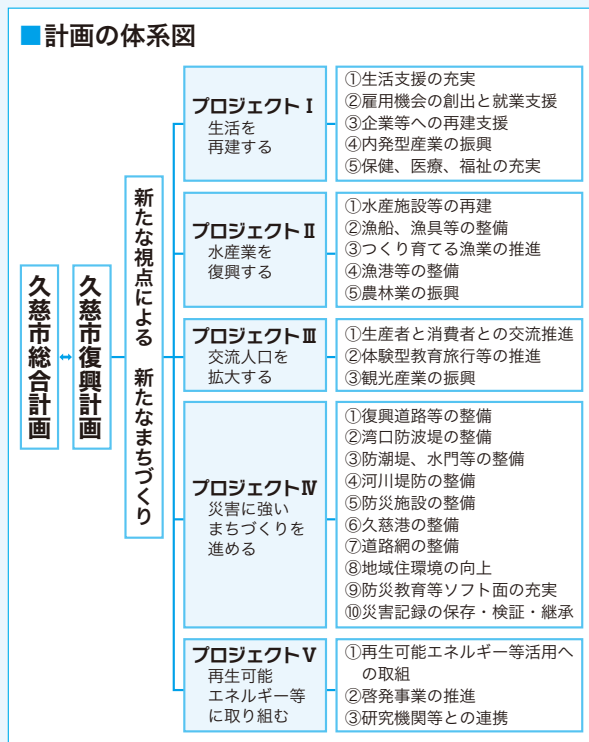 ■計画の体系図
久慈市総合計画
久慈市復興計画
新たな視点による 新たなまちづくり
プロジェクトⅠ
生活を
再建する
①生活支援の充実
②雇用機会の創出と就業支援
③企業等への再建支援
④内発型産業の振興
⑤保健、医療、福祉の充実
プロジェクトⅡ
水産業を
復興する
①水産施設等の再建
②漁船、漁具等の整備
③つくり育てる漁業の推進
④漁港等の整備
⑤農林業の振興
プロジェクトⅢ
交流人口を
拡大する
①生産者と消費者との交流推進
②体験型教育旅行等の推進
③観光産業の振興
プロジェクトⅣ
災害に強い
まちづくりを
進める
①復興道路等の整備
②湾口防波堤の整備
③防潮堤、水門等の整備
④河川堤防の整備
⑤防災施設の整備
⑥久慈港の整備
⑦道路網の整備
⑧地域住環境の向上
⑨防災教育等ソフト面の充実
⑩災害記録の保存・検証・継承
プロジェクトⅤ
再生可能
エネルギー等
に取り組む
①再生可能エネルギー等活用へ
の取組
②啓発事業の推進
③研究機関等との連携